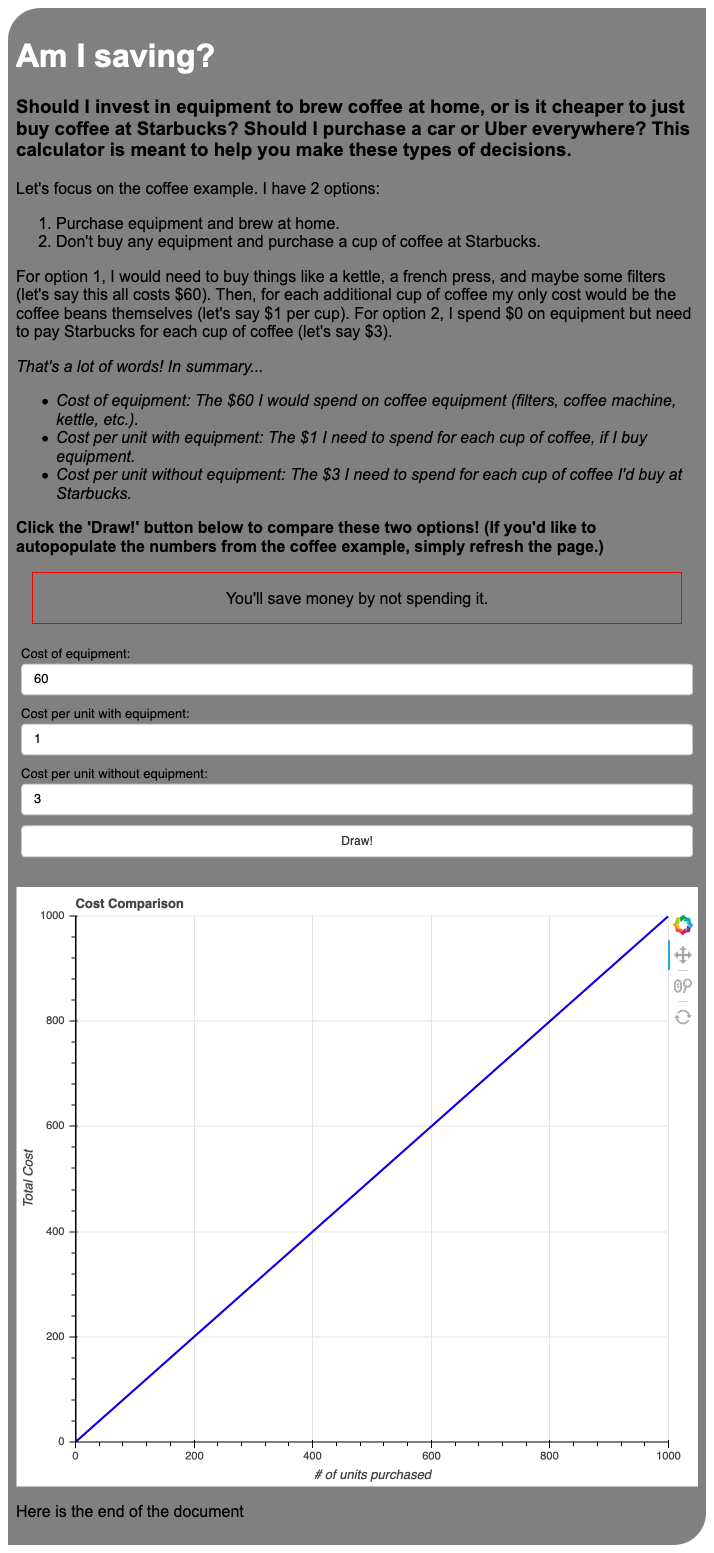 Am I saving?
Should I invest in equipment to brew coffee at home, or is it cheaper to just
buy coffee at Starbucks? Should I purchase a car or Uber everywhere? This
calculator is meant to help you make these types of decisions.
Let's focus on the coffee example. I have 2 options:
1. Purchase equipment and brew at home.
2. Don't buy any equipment and purchase a cup of coffee at Starbucks.
For option 1, I would need to buy things like a kettle, a french press, and maybe some filters
(let's say this all costs $60). Then, for each additional cup of coffee my only cost would be the
coffee beans themselves (let's say $1 per cup). For option 2, I spend $0 on equipment but need
to pay Starbucks for each cup of coffee (let's say $3).
That's a lot of words! In summary...
• Cost of equipment: The $60 I would spend on coffee equipment (filters, coffee machine,
kettle, etc.).
• Cost per unit with equipment: The $1 I need to spend for each cup of coffee, if I buy
equipment.
• Cost per unit without equipment: The $3 I need to spend for each cup of coffee I'd buy at
Starbucks.
Click the 'Draw!' button below to compare these two options! (If you'd like to
autopopulate the numbers from the coffee example, simply refresh the page.)
You'll save money by not spending it.
Cost of equipment:
60
Cost per unit with equipment:
1
Cost per unit without equipment:
3
Draw!
Cost Comparison
1000
800
600
400
200
0
Total Cost
0 200 400 600 800 1000
# of units purchased
Here is the end of the document